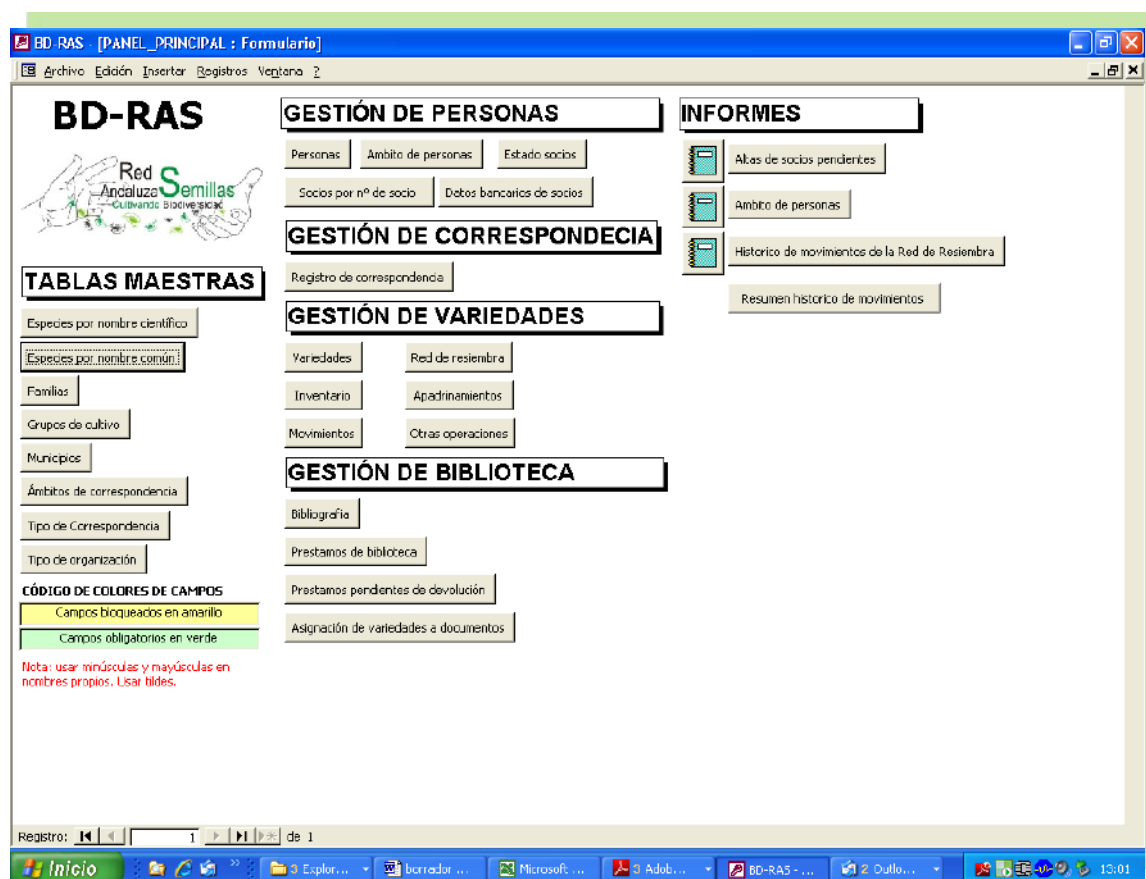 BD-RAS - [PANEL_PRINCIPAL : Formulario]
Archivo Edición Insertar Registros Ventana ?
BD-RAS
Red
Andaluza Semillas
Cultivando Biodiversidad
TABLAS MAESTRAS
Especies por nombre científico
Especies por nombre común
Familias
Grupos de cultivo
Municipios
Ámbitos de correspondencia
Tipo de Correspondencia
Tipo de organización
CÓDIGO DE COLORES DE CAMPOS
Campos bloqueados en amarillo
Campos obligatorios en verde
Nota: usar minúsculas y mayúsculas en
nombres propios. Usar tildes.
GESTIÓN DE PERSONAS
Personas Ambito de personas Estado socios
Socios por nº de socio Datos bancarios de socios
GESTIÓN DE CORRESPONDECIA
Registro de correspondencia
GESTIÓN DE VARIEDADES
Variedades Red de resiembra
Inventario Apadrinamientos
Movimientos Otras operaciones
GESTIÓN DE BIBLIOTECA
Bibliografia
Prestamos de biblioteca
Prestamos pendientes de devolución
Asignación de variedades a documentos
INFORMES
Altas de socios pendientes
Ambito de personas
Historico de movimientos de la Red de Resiembra
Resumen historico de movimientos
Registro: 1 de 1
Inicio » 3 Explor... borrador ... Microsoft ... 3 Adob... BD-RAS - ... 2 Outlo... 13:01